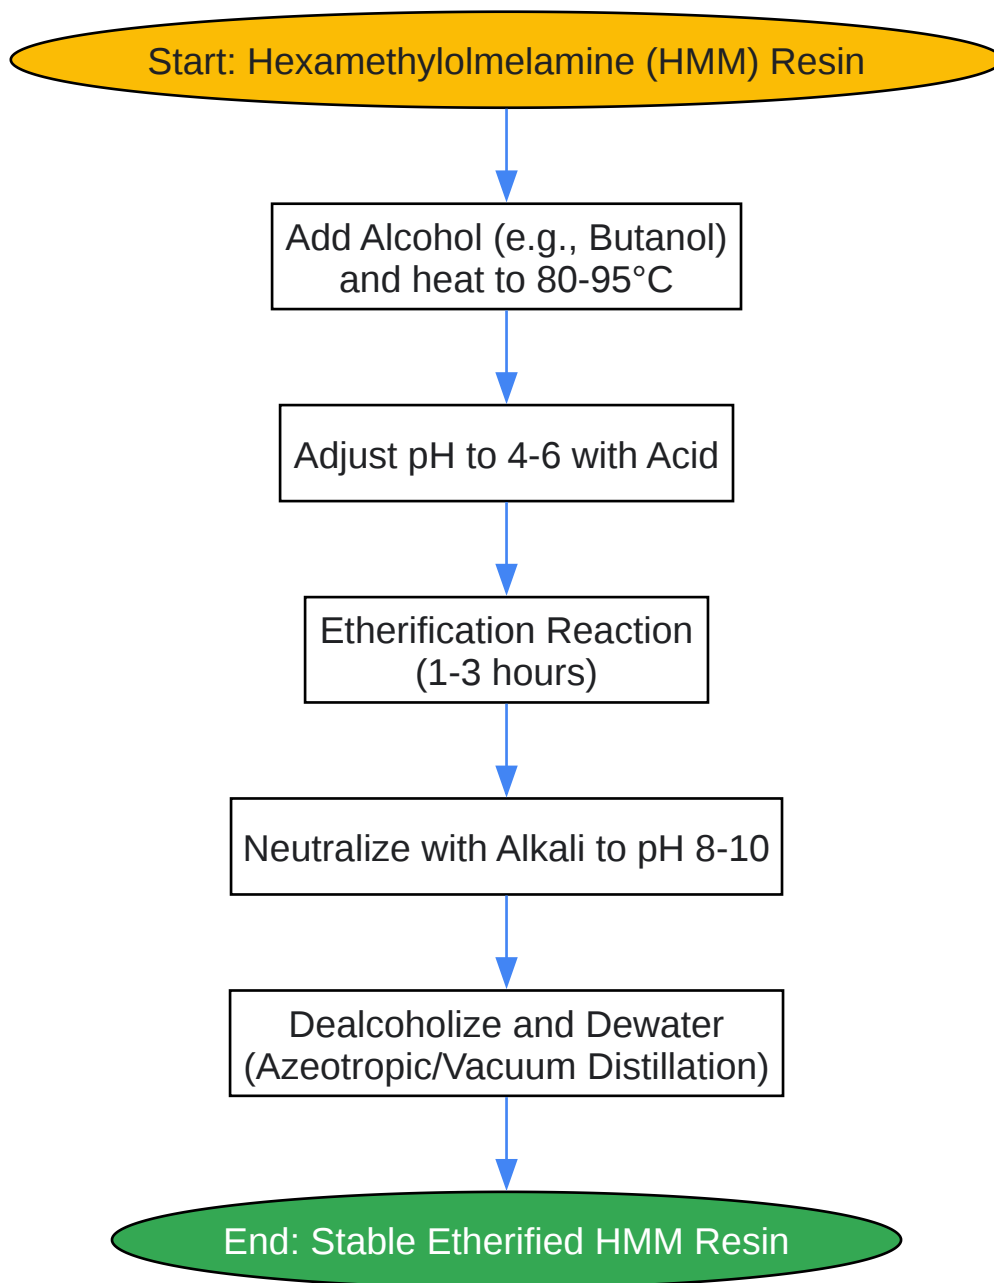 Start: Hexamethylolmelamine (HMM) Resin
Add Alcohol (e.g., Butanol)
and heat to 80-95°C
Adjust pH to 4-6 with Acid
Etherification Reaction
(1-3 hours)
Neutralize with Alkali to pH 8-10
Dealcoholize and Dewater
(Azeotropic/Vacuum Distillation)
End: Stable Etherified HMM Resin